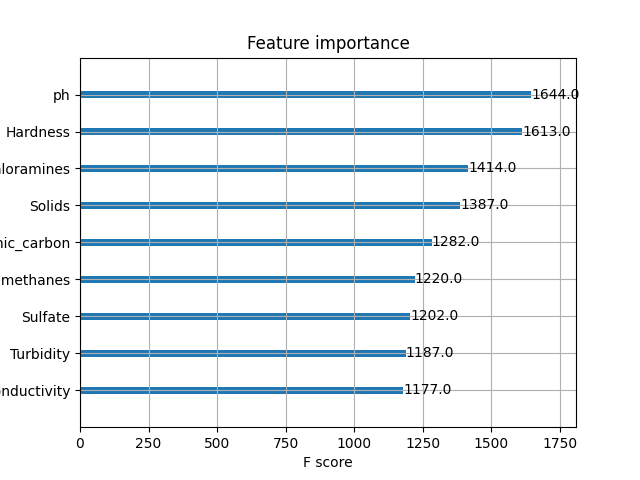 Feature importance
ph 1644.0
Hardness 1613.0
loramines 1414.0
Solids 1387.0
nic_carbon 1282.0
methanes 1220.0
Sulfate 1202.0
Turbidity 1187.0
onductivity 1177.0
0 250 500 750 1000 1250 1500 1750
F score